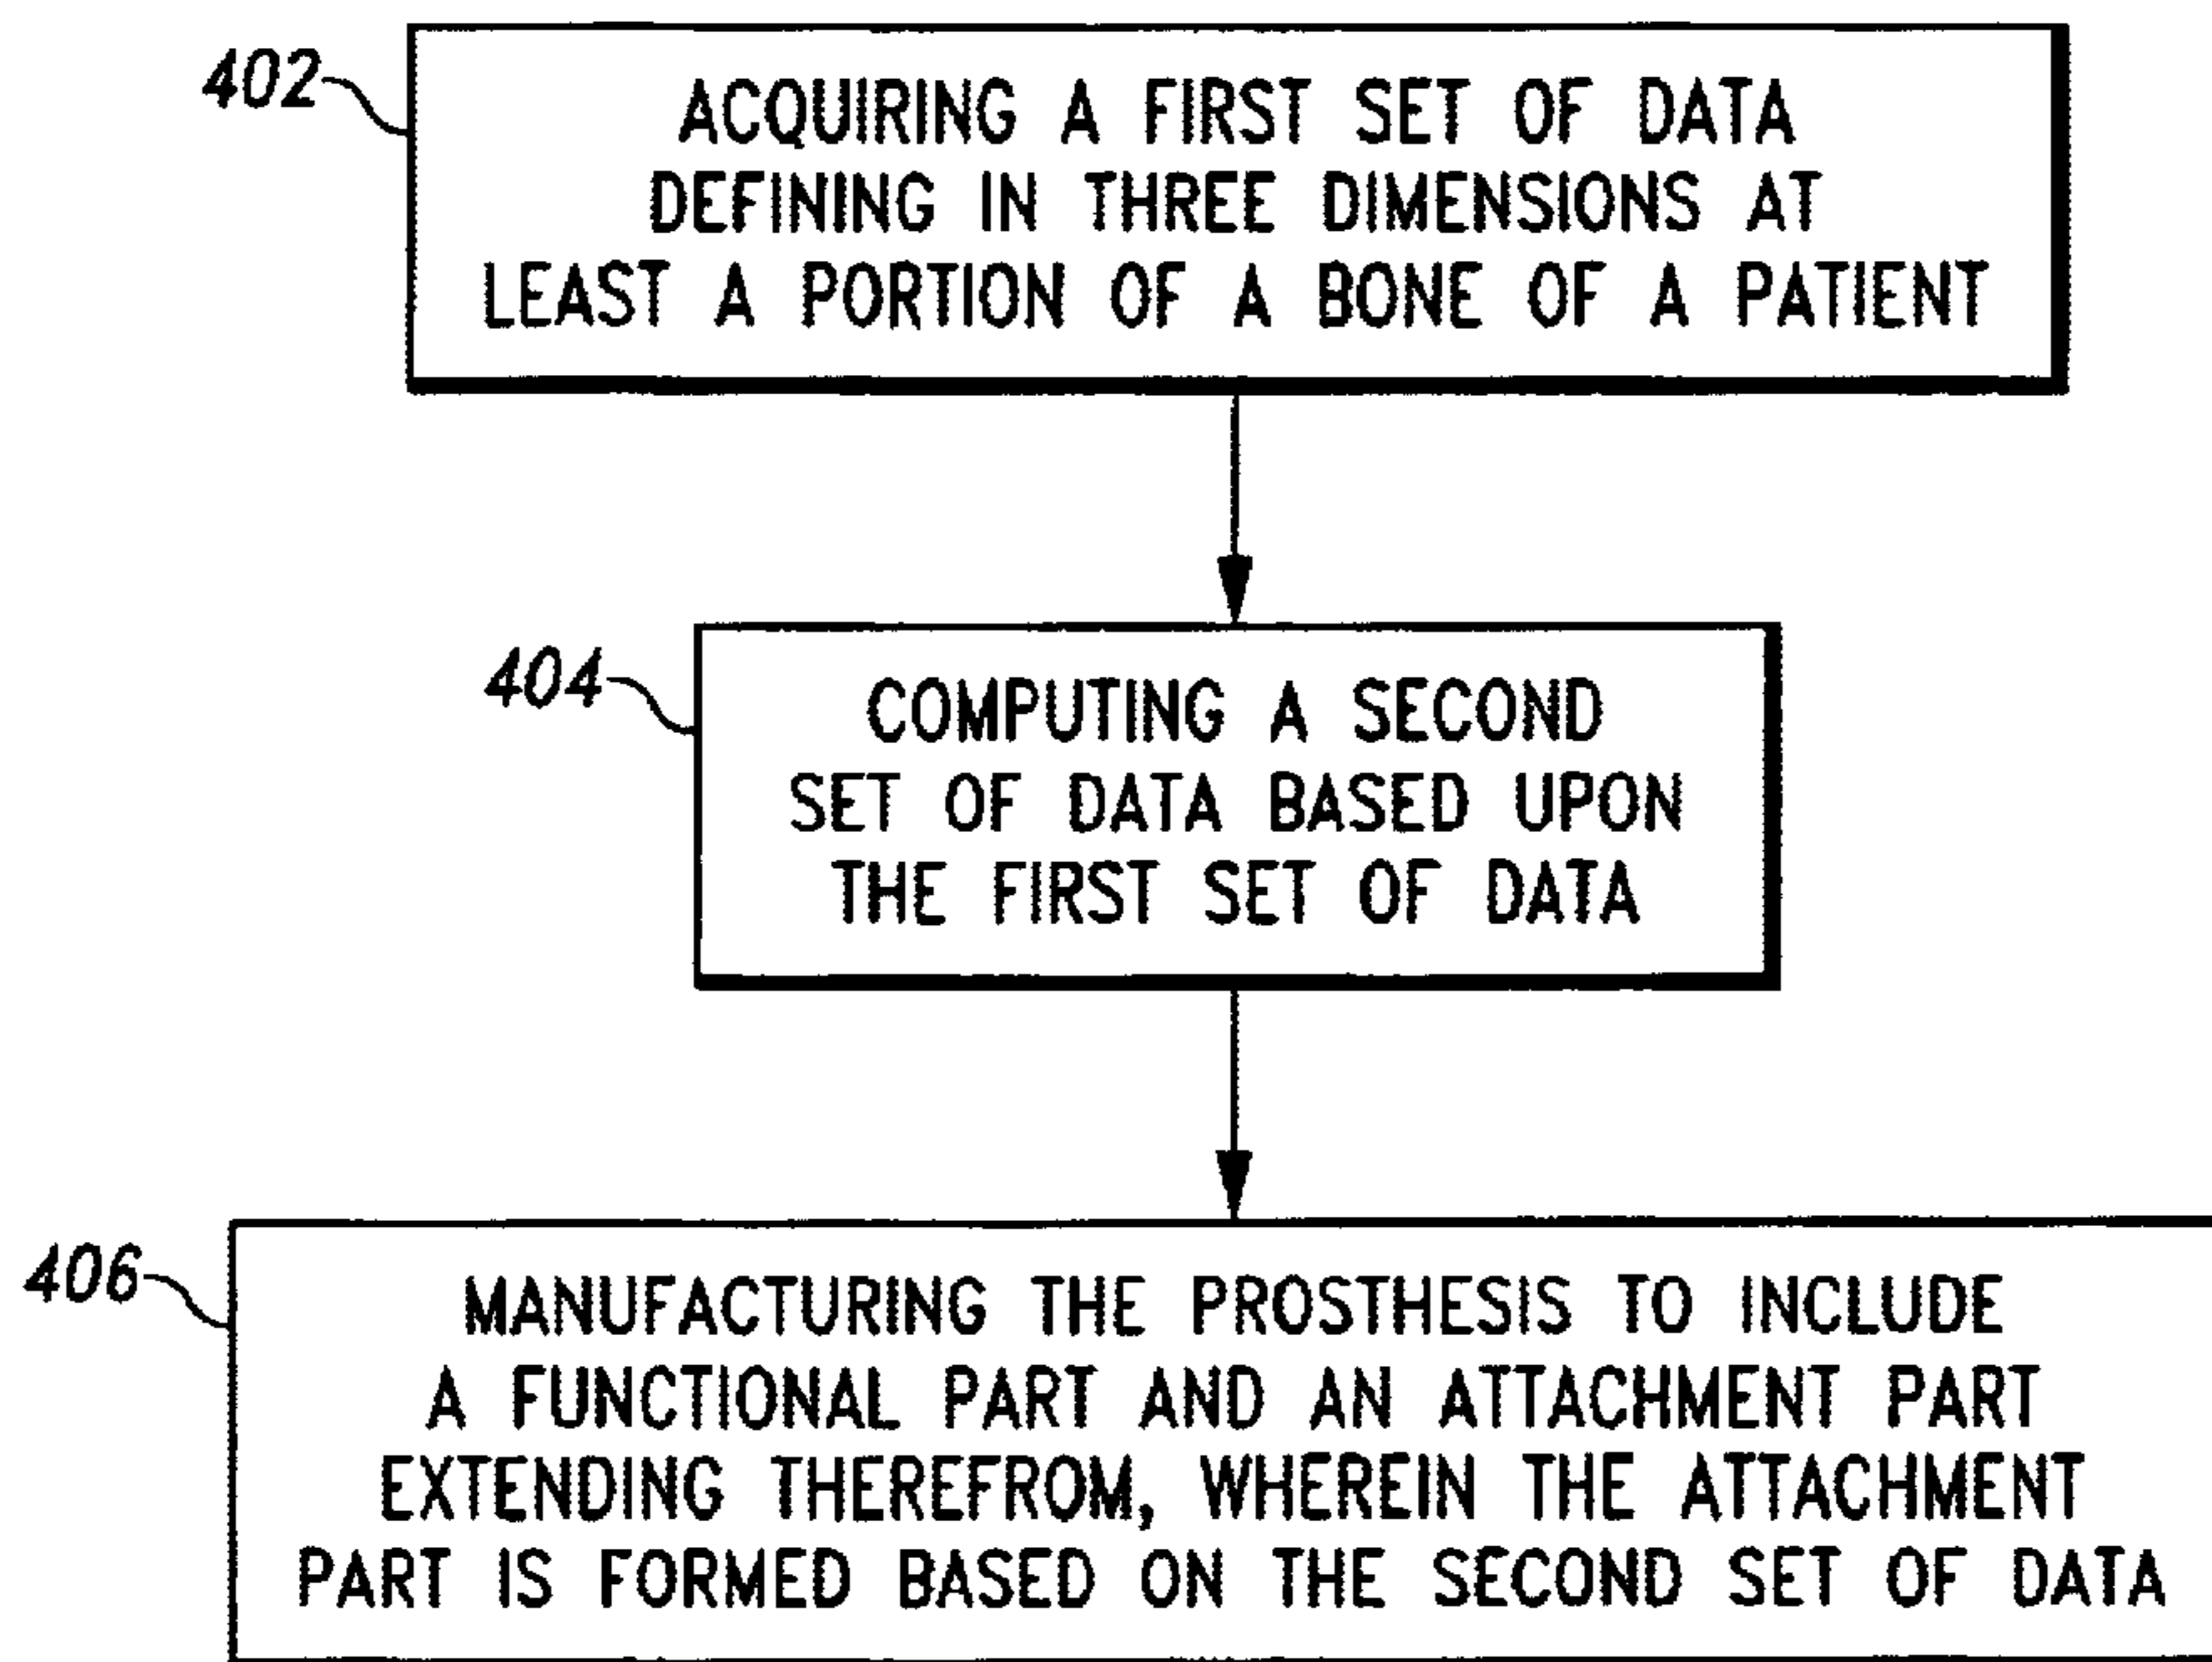 402
ACQUIRING A FIRST SET OF DATA
DEFINING IN THREE DIMENSIONS AT
LEAST A PORTION OF A BONE OF A PATIENT
404
COMPUTING A SECOND
SET OF DATA BASED UPON
THE FIRST SET OF DATA
406
MANUFACTURING THE PROSTHESIS TO INCLUDE
A FUNCTIONAL PART AND AN ATTACHMENT PART
EXTENDING THEREFROM, WHEREIN THE ATTACHMENT
PART IS FORMED BASED ON THE SECOND SET OF DATA